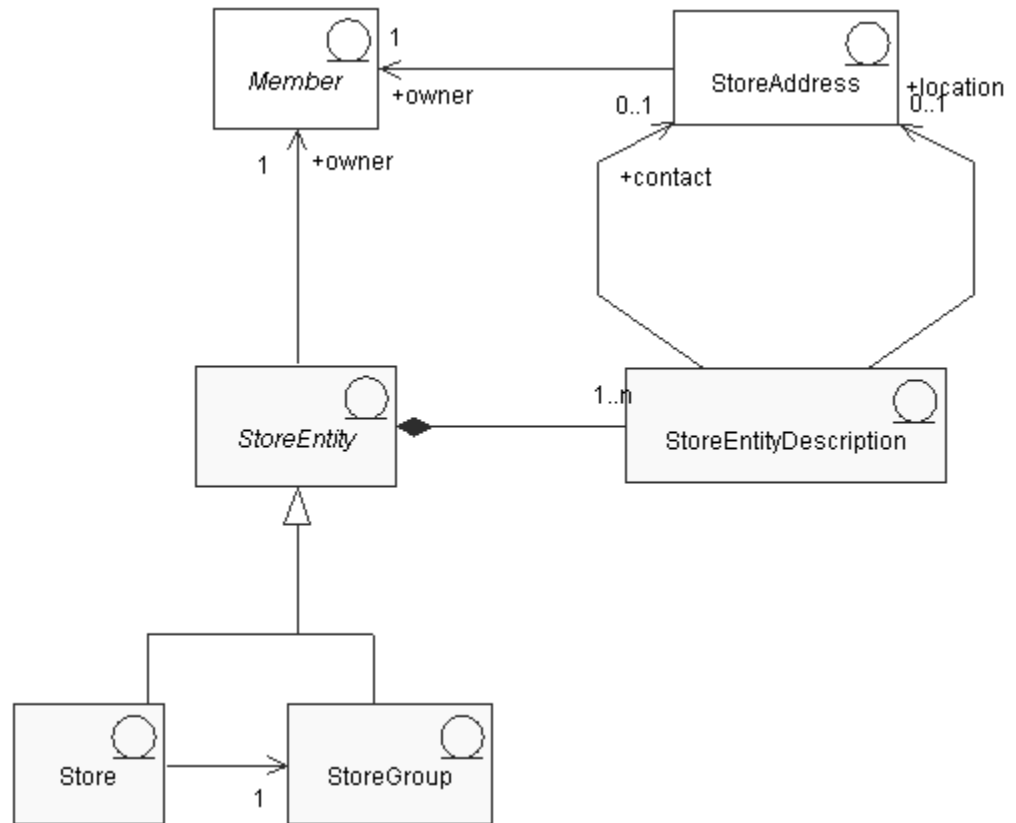 1
Member
StoreAddress
+location
+owner
0..1
0..1
1
+owner
+contact
1..n
StoreEntity
StoreEntityDescription
Store
StoreGroup
1